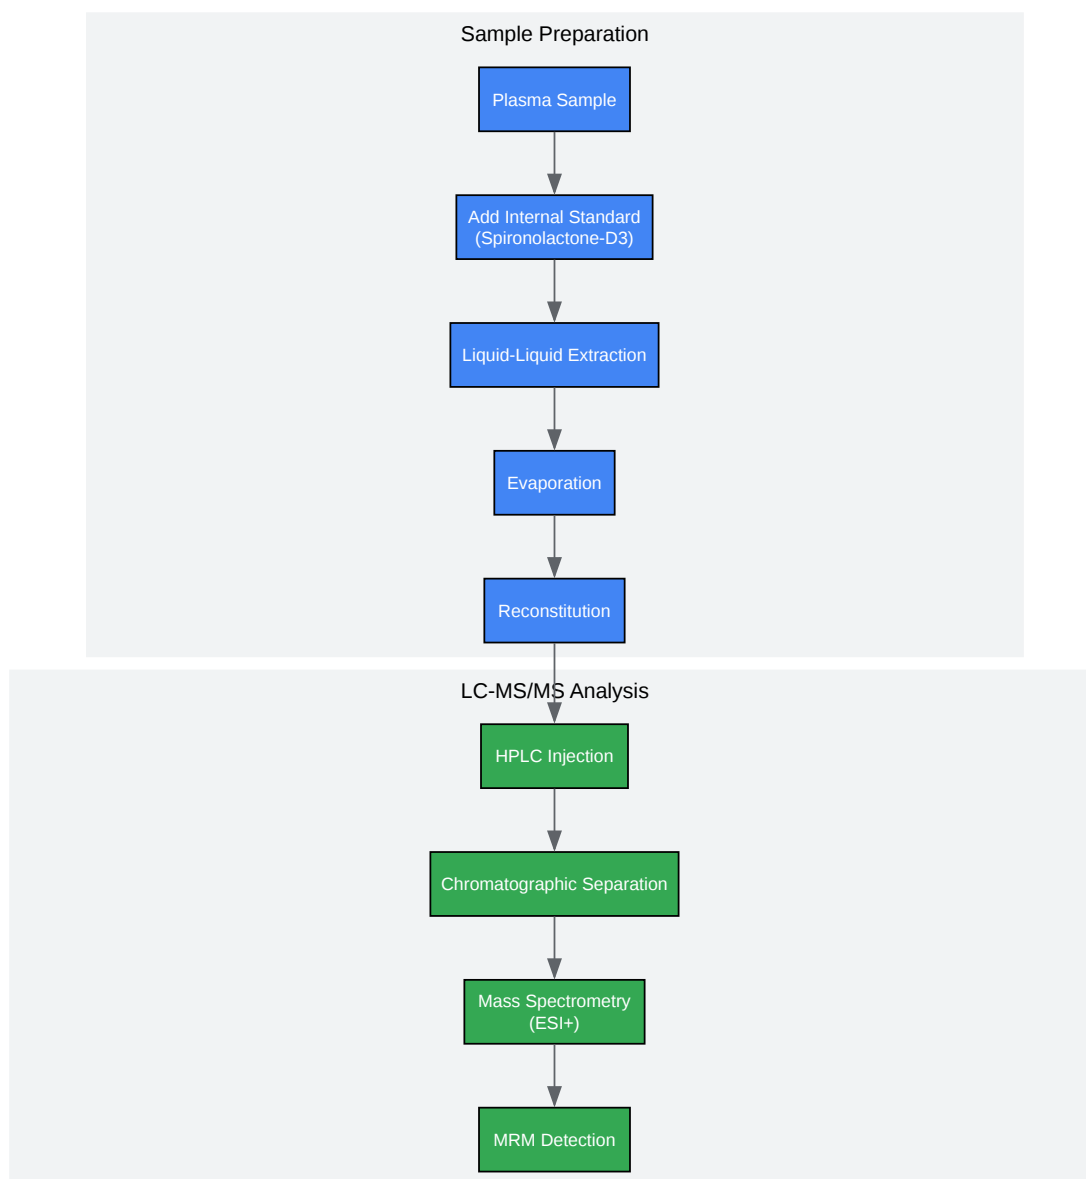 Sample Preparation
Plasma Sample
Add Internal Standard
(Spironolactone-D3)
Liquid-Liquid Extraction
Evaporation
Reconstitution
LC-MS/MS Analysis
HPLC Injection
Chromatographic Separation
Mass Spectrometry
(ESI+)
MRM Detection